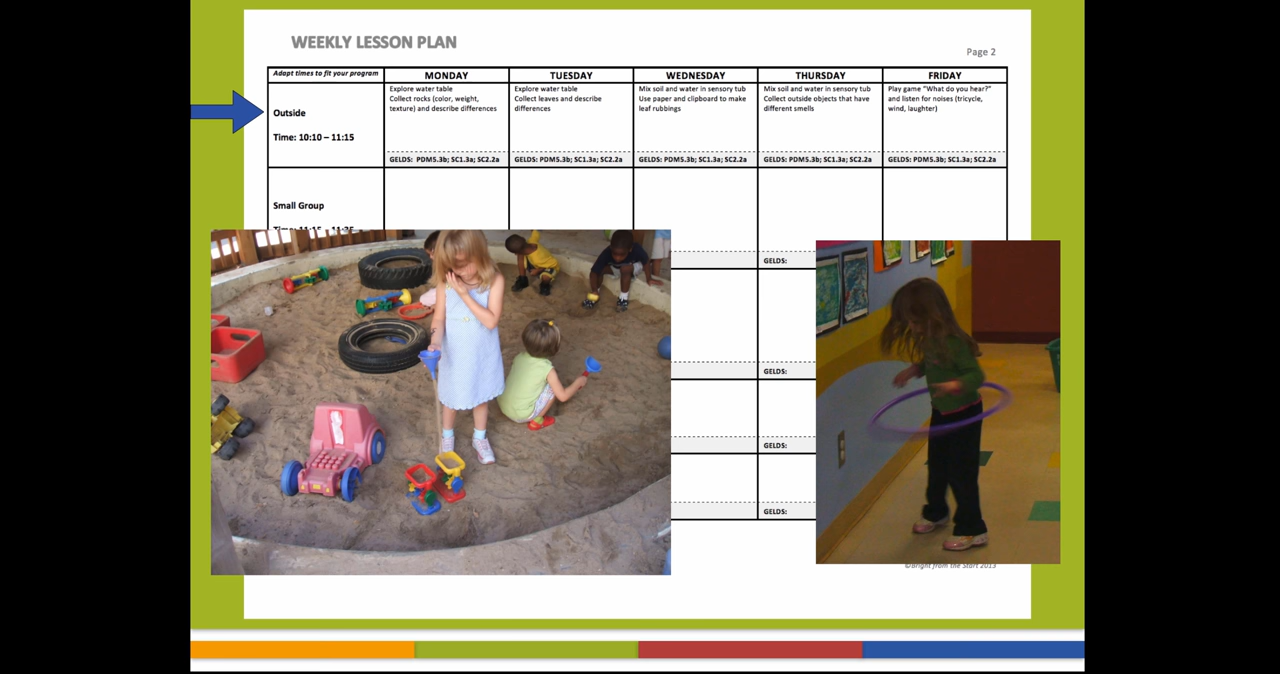 WEEKLY LESSON PLAN
Page 2
Adapt times to fit your program
MONDAY
TUESDAY
WEDNESDAY
THURSDAY
FRIDAY
Outside
Time: 10:10 – 11:15
Explore water table
Collect rocks (color, weight,
texture) and describe differences
GELDS: PDM5.3b; SC1.3a; SC2.2a
Explore water table
Collect leaves and describe
differences
GELDS: PDM5.3b; SC1.3a; SC2.2a
Mix soil and water in sensory tub
Use paper and clipboard to make
leaf rubbings
GELDS: PDM5.3b; SC1.3a; SC2.2a
Mix soil and water in sensory tub
Collect outside objects that have
different smells
GELDS: PDM5.3b; SC1.3a; SC2.2a
Play game "What do you hear?"
and listen for noises (tricycle,
wind, laughter)
GELDS: PDM5.3b; SC1.3a; SC2.2a
Small Group
GELDS:
GELDS:
GELDS:
GELDS:
©Bright from the Start 2013